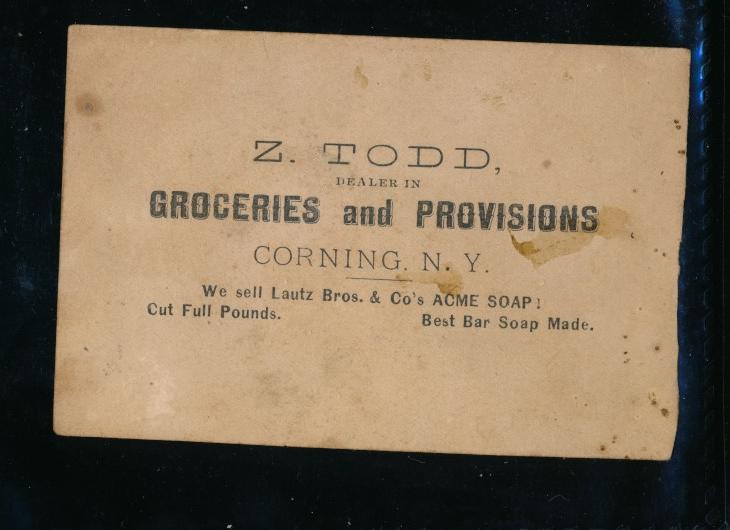 Z. TODD,
DEALER IN
GROCERIES and PROVISIONS
CORNING. N. Y.
We sell Lautz Bros. & Co's ACME SOAP!
Cut Full Pounds. Best Bar Soap Made.